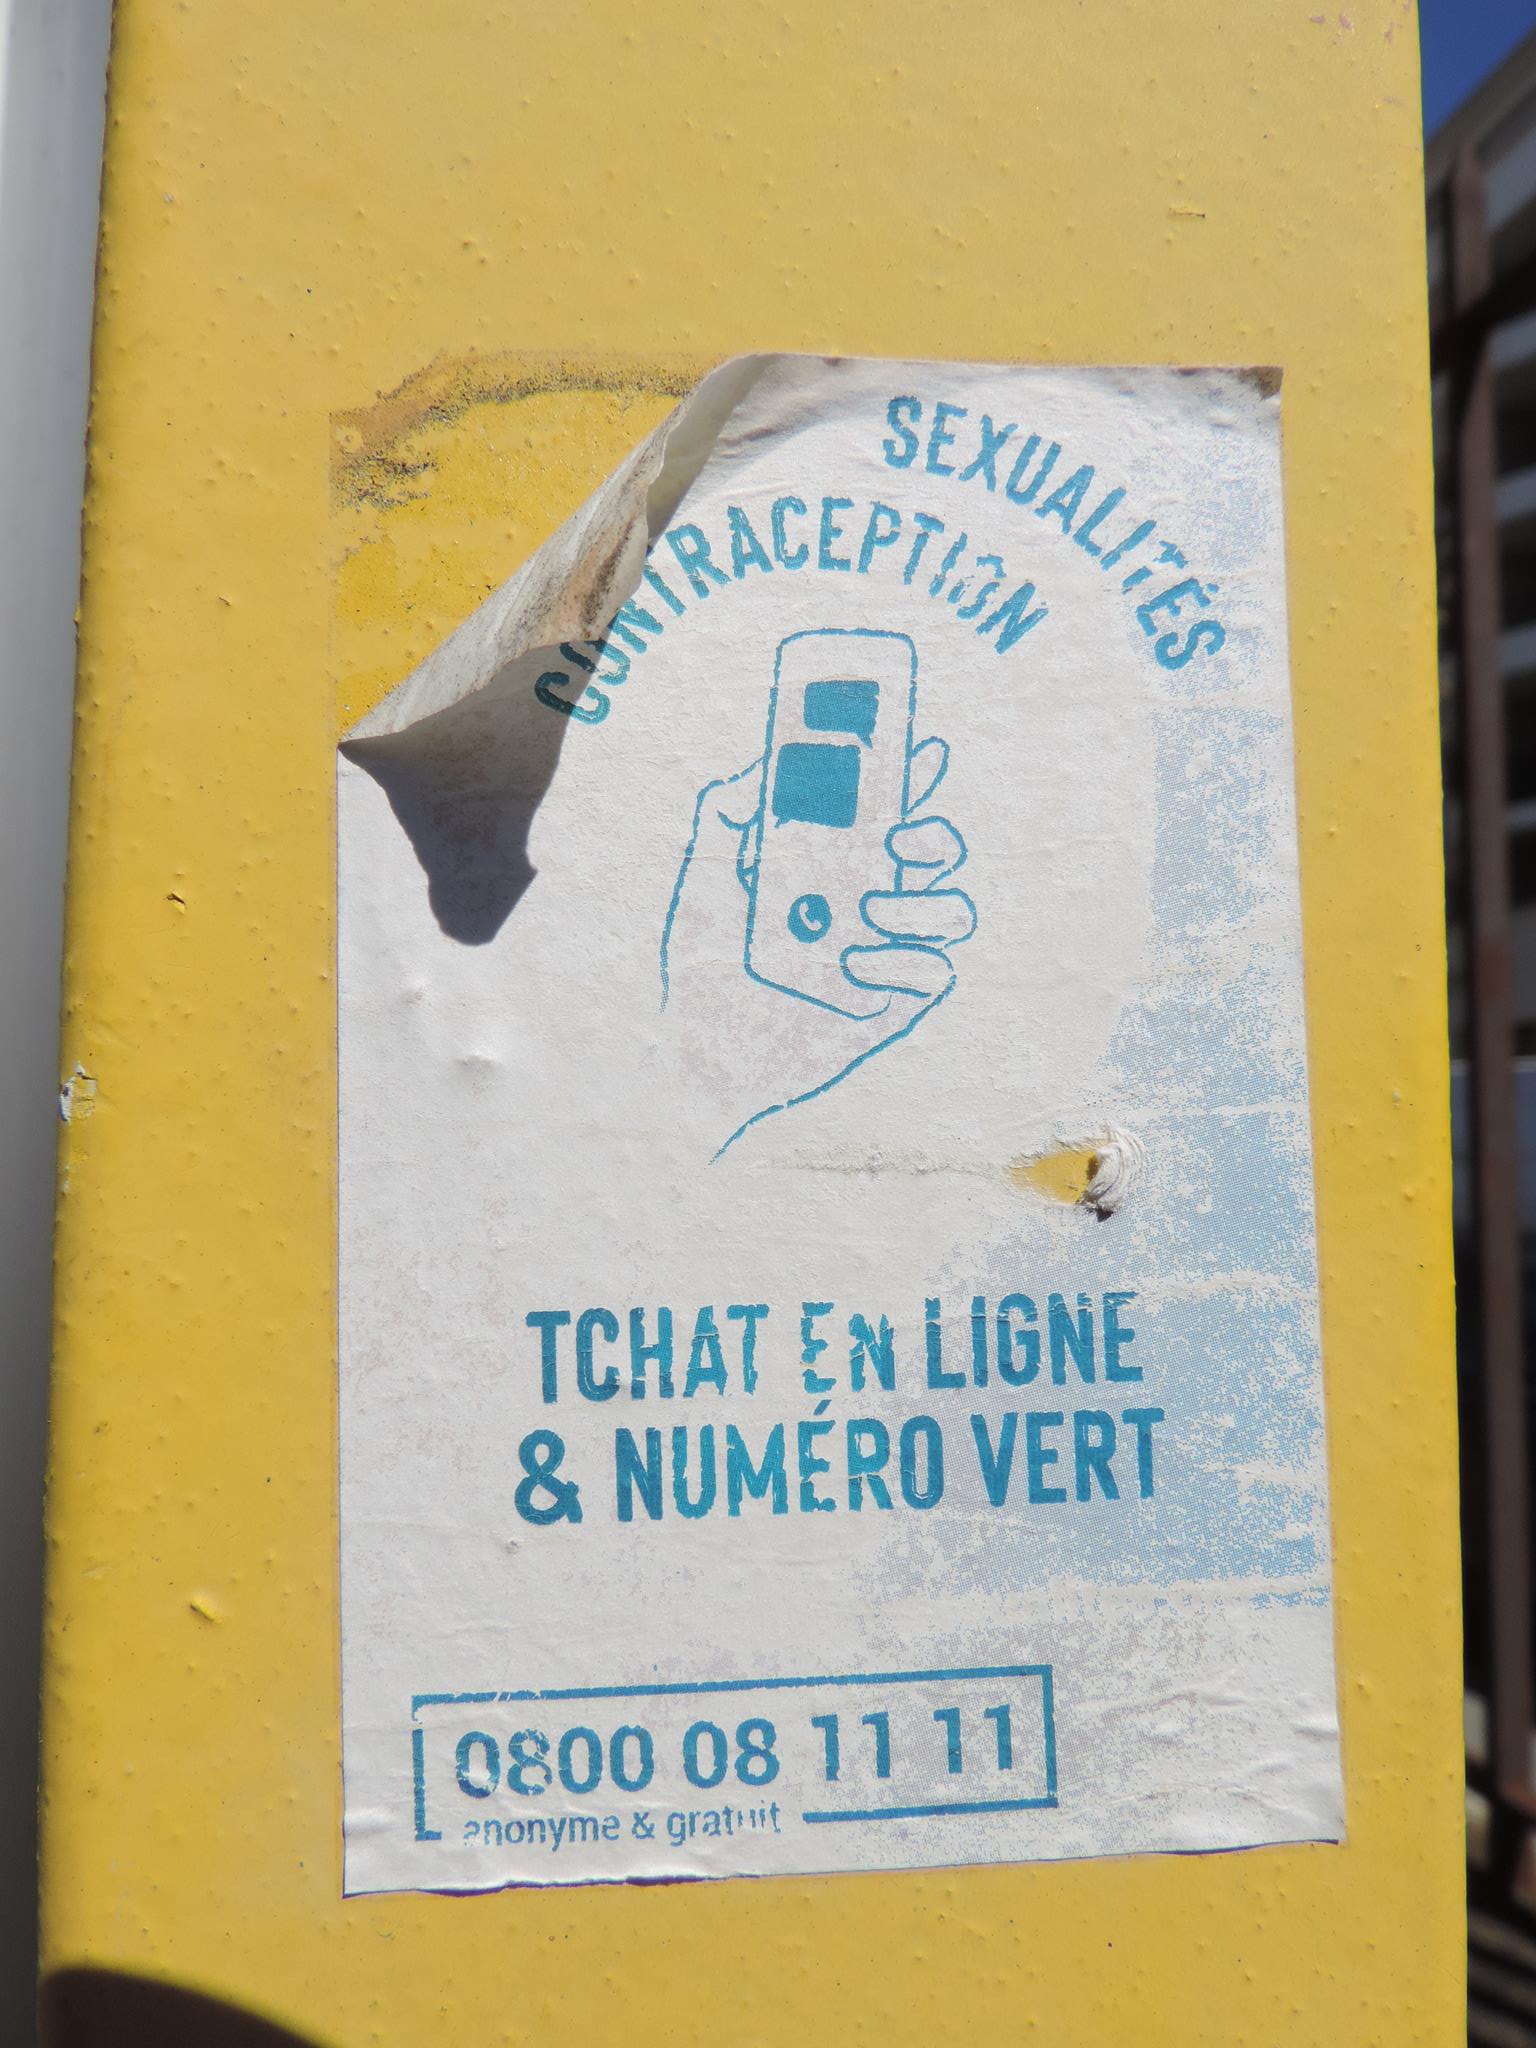 SEXUALITÉS
CONTRACEPTION
TCHAT EN LIGNE
& NUMÉRO VERT
0800 08 11 11
anonyme & gratuit